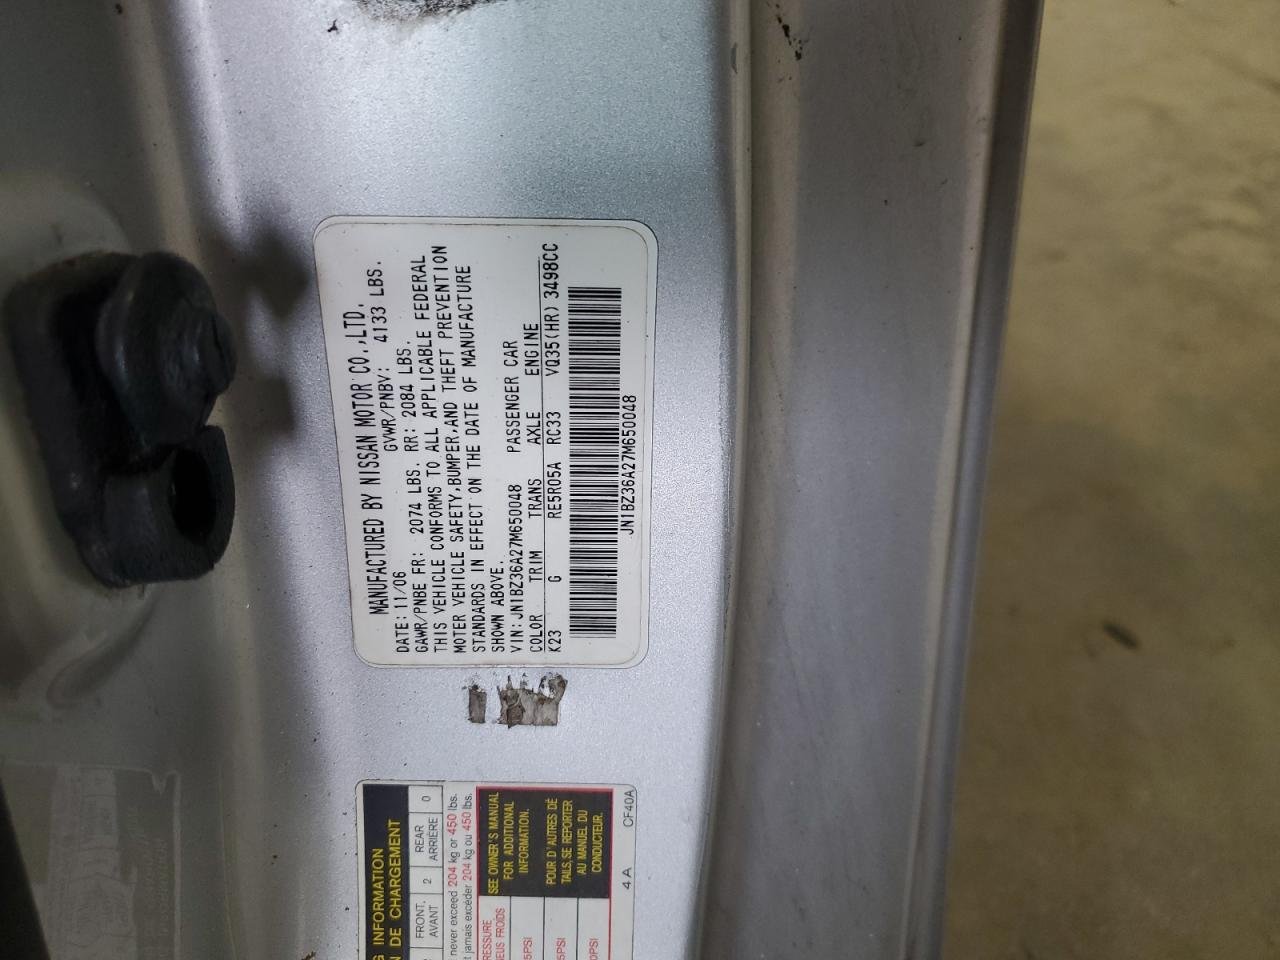 MANUFACTURED BY NISSAN MOTOR CO.,LTD.
DATE:11/06 GVWR/PNBV: 4133 LBS.
GAWR/PNBE FR: 2074 LBS. RR: 2084 LBS.
THIS VEHICLE CONFORMS TO ALL APPLICABLE FEDERAL
MOTER VEHICLE SAFETY,BUMPER,AND THEFT PREVENTION
STANDARDS IN EFFECT ON THE DATE OF MANUFACTURE
SHOWN ABOVE.
VIN:JN1BZ36A27M650048 PASSENGER CAR
COLOR TRIM TRANS AXLE ENGINE
K23 G RE5R05A RC33 VQ35(HR) 3498CC
JN1BZ36A27M650048
INFORMATION
DE CHARGEMENT
FRONT. 2 REAR 0
AVANT ARRIÈRE
never exceed 204 kg or 450 lbs.
jamais excéder 204 kg ou 450 lbs.
SEE OWNER'S MANUAL
FOR ADDITIONAL
INFORMATION.
POUR D'AUTRES DÉ
TAILS,SE REPORTER
AU MANUEL DU
CONDUCTEUR.
4A CF40A